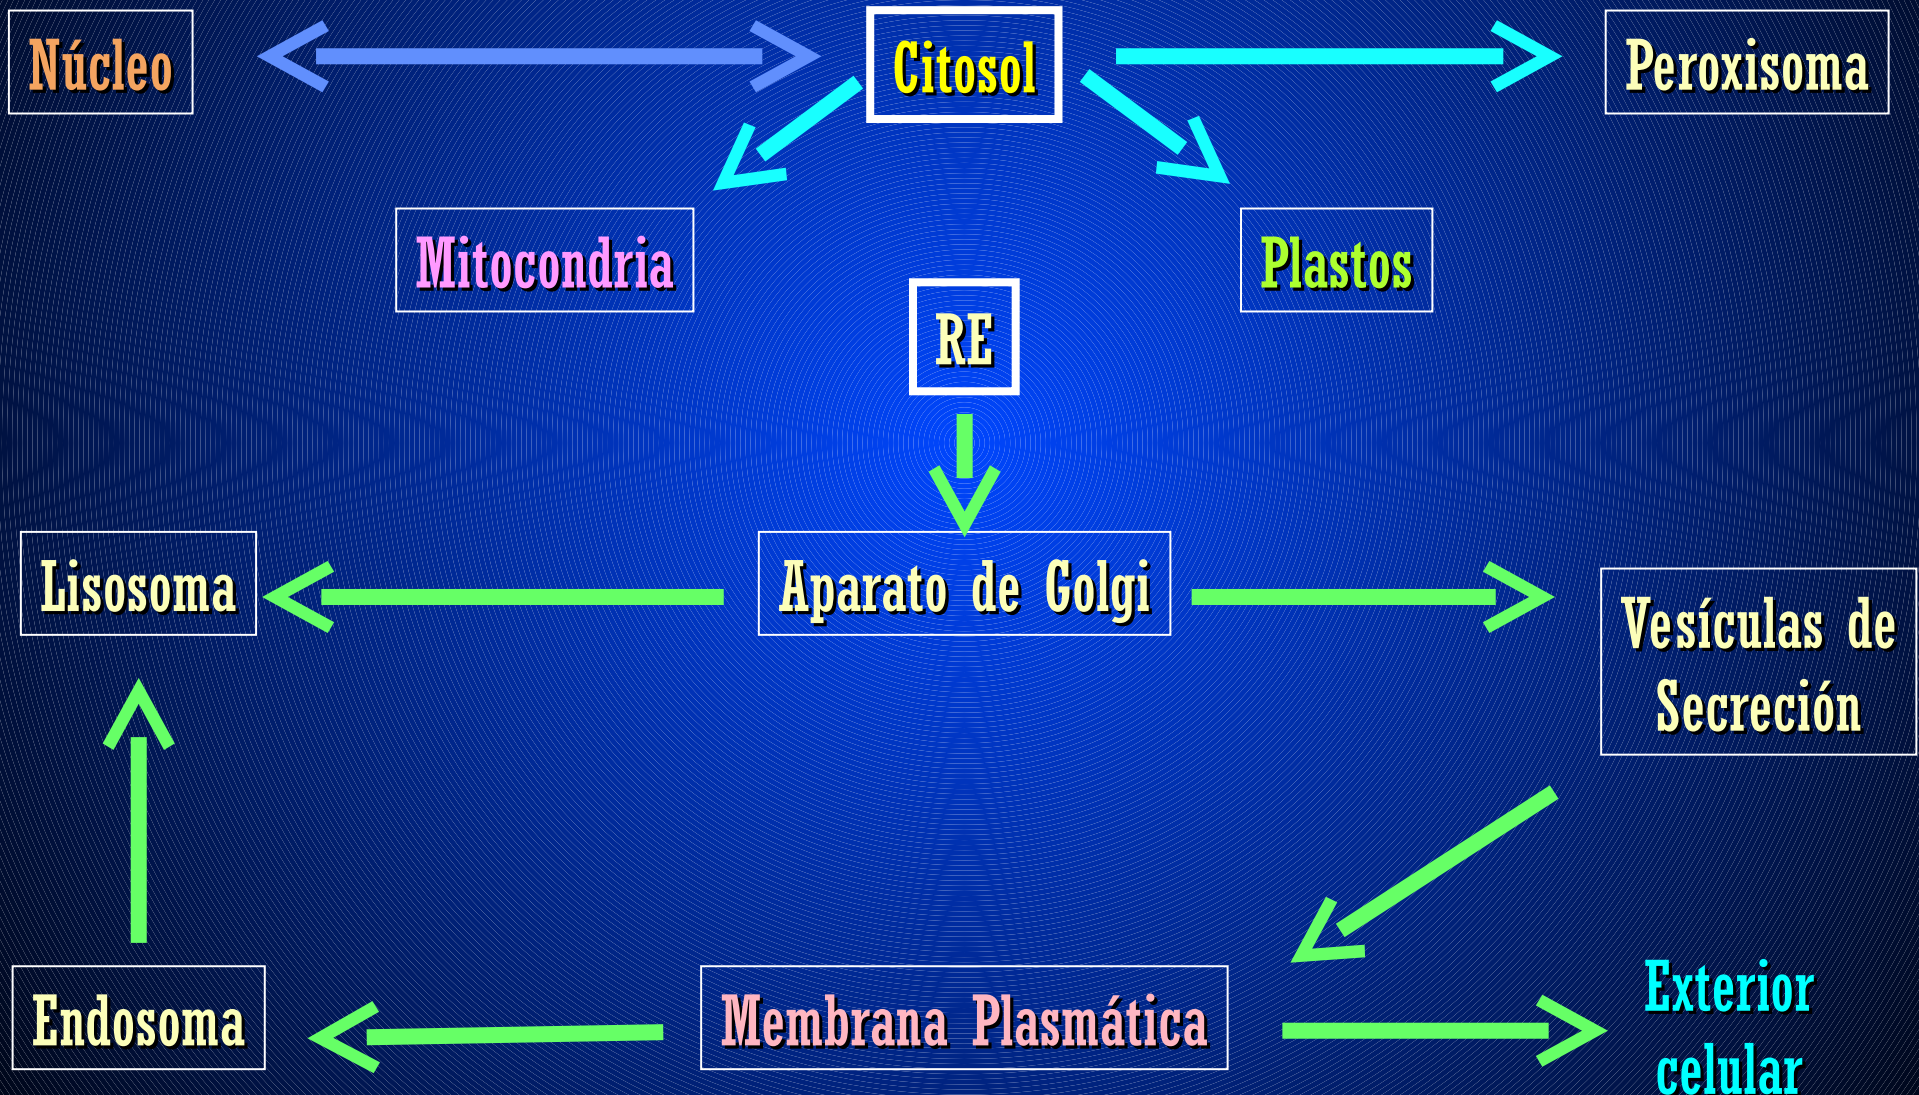 Núcleo
Citosol
Peroxisoma
Mitocondria
Plastos
RE
Lisosoma
Aparato de Golgi
Vesículas de
Secreción
Endosoma
Membrana Plasmática
Exterior
celular